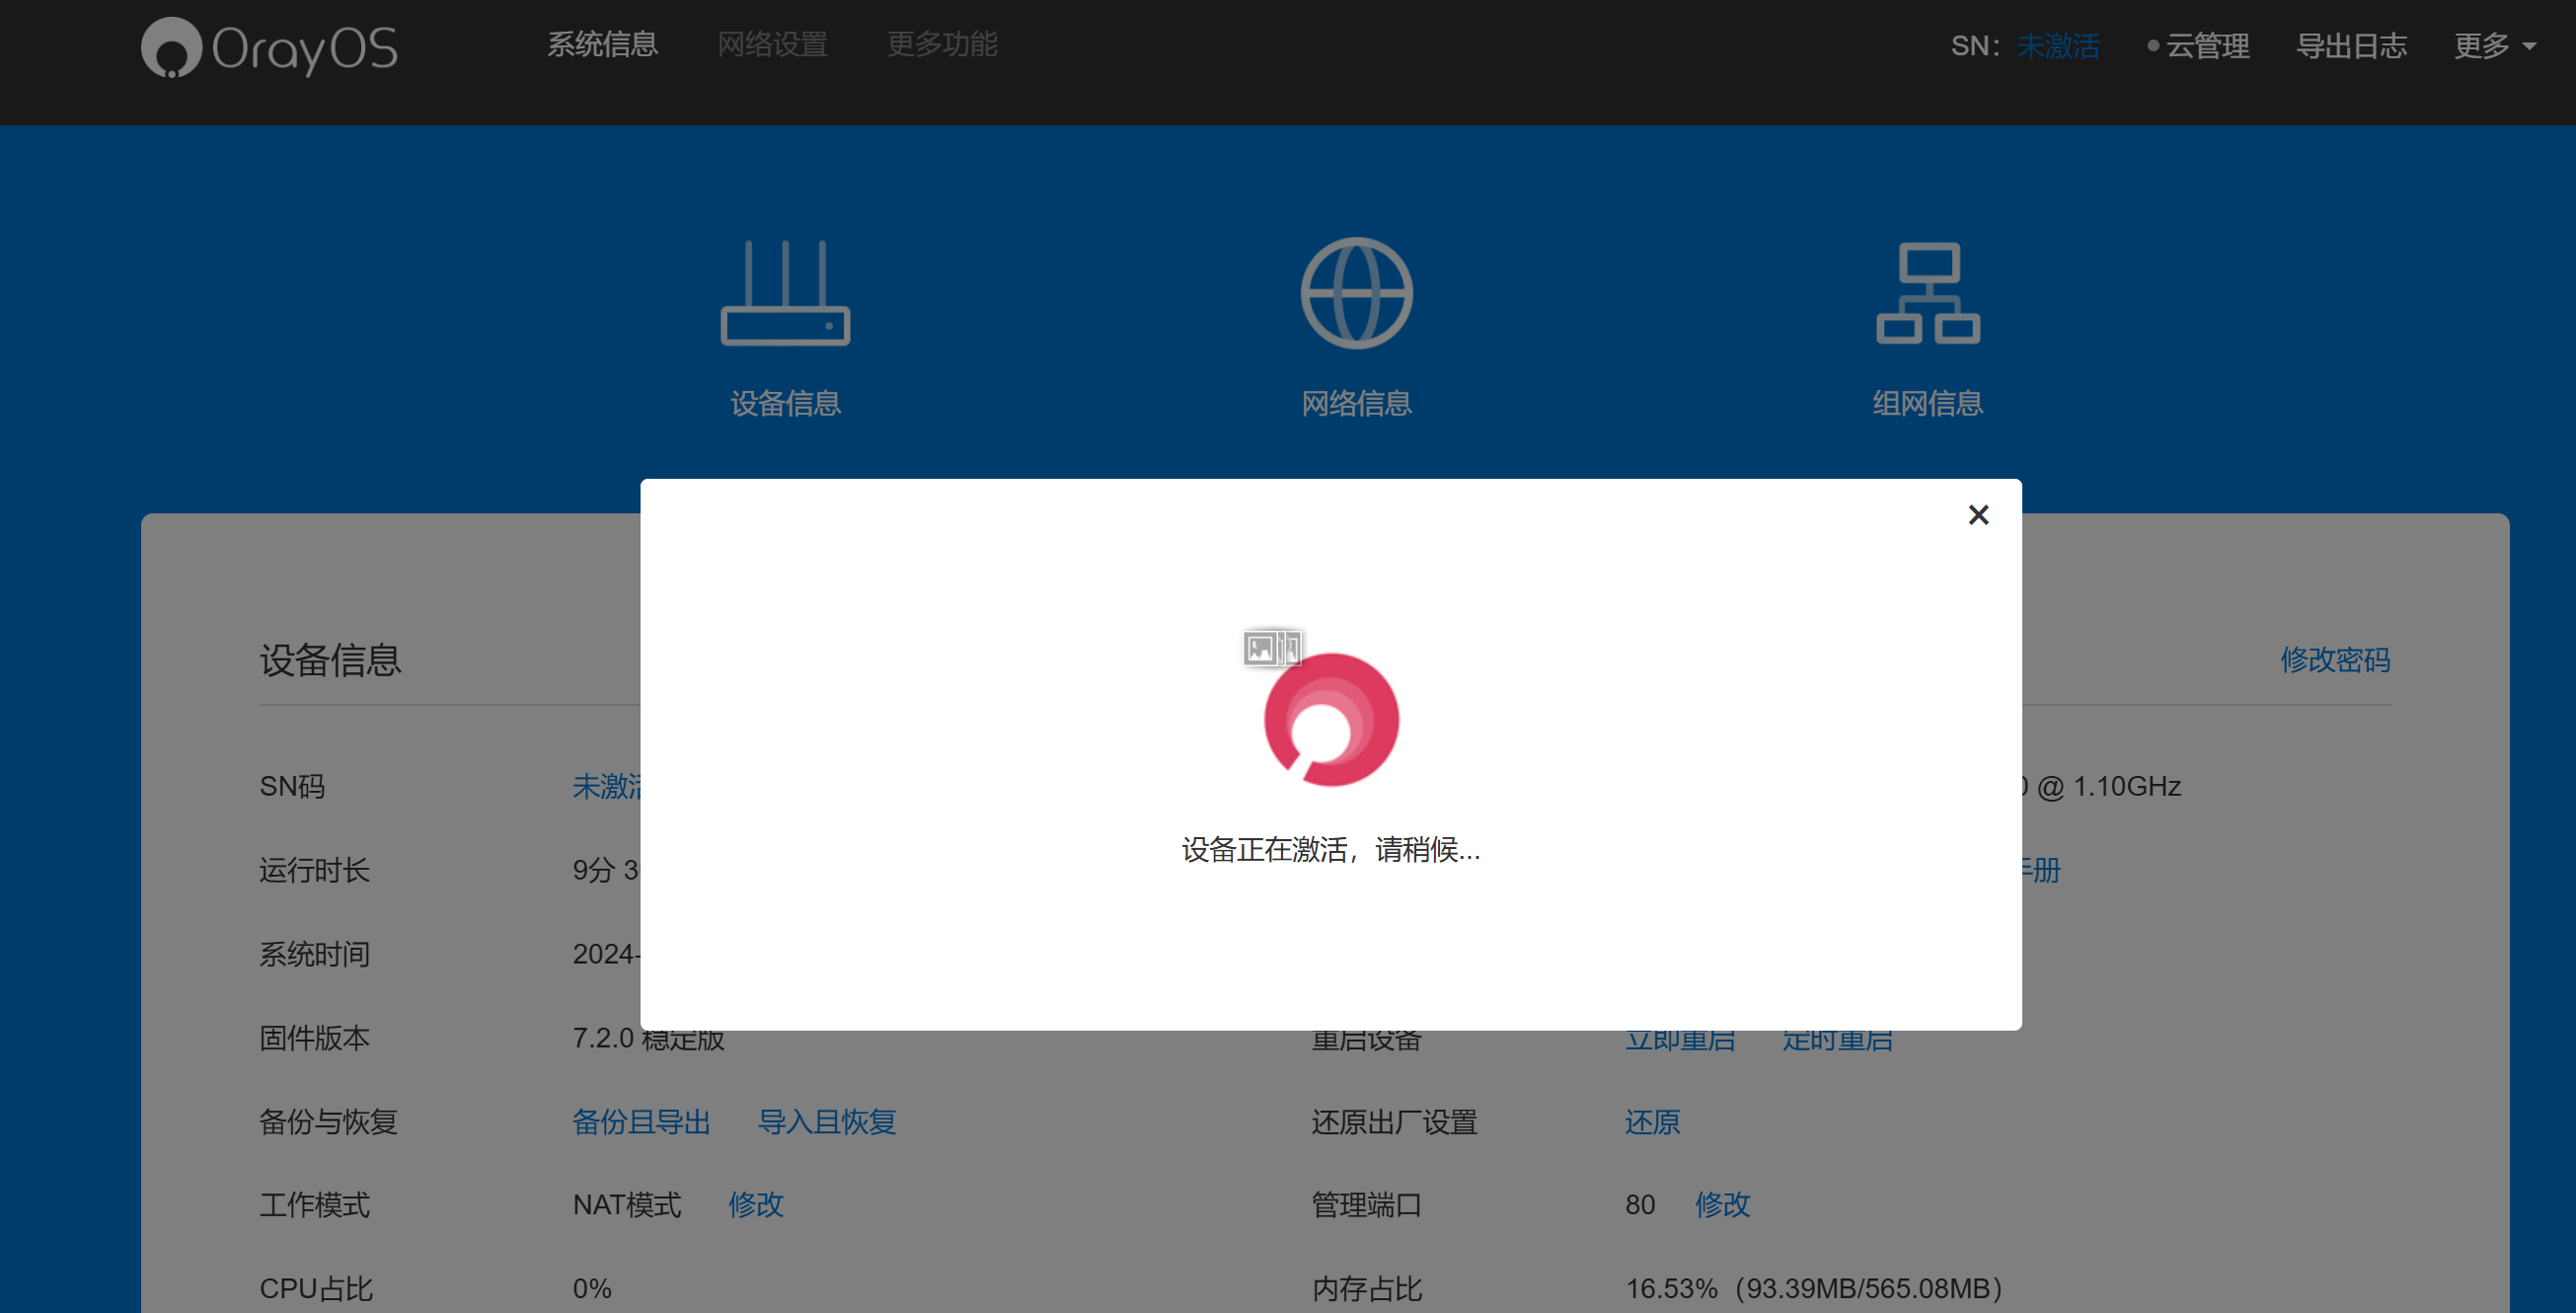 OrayOS 系统信息 网络设置 更多功能 SN：未激活 云管理 导出日志 更多
设备信息 网络信息 组网信息
设备正在激活，请稍候...
设备信息 修改密码
SN码 未激活 @ 1.10GHz
运行时长 9分 3 手册
系统时间 2024-
固件版本 7.2.0 稳定版 重启设备 立即重启 定时重启
备份与恢复 备份且导出 导入且恢复 还原出厂设置 还原
工作模式 NAT模式 修改 管理端口 80 修改
CPU占比 0% 内存占比 16.53%（93.39MB/565.08MB）